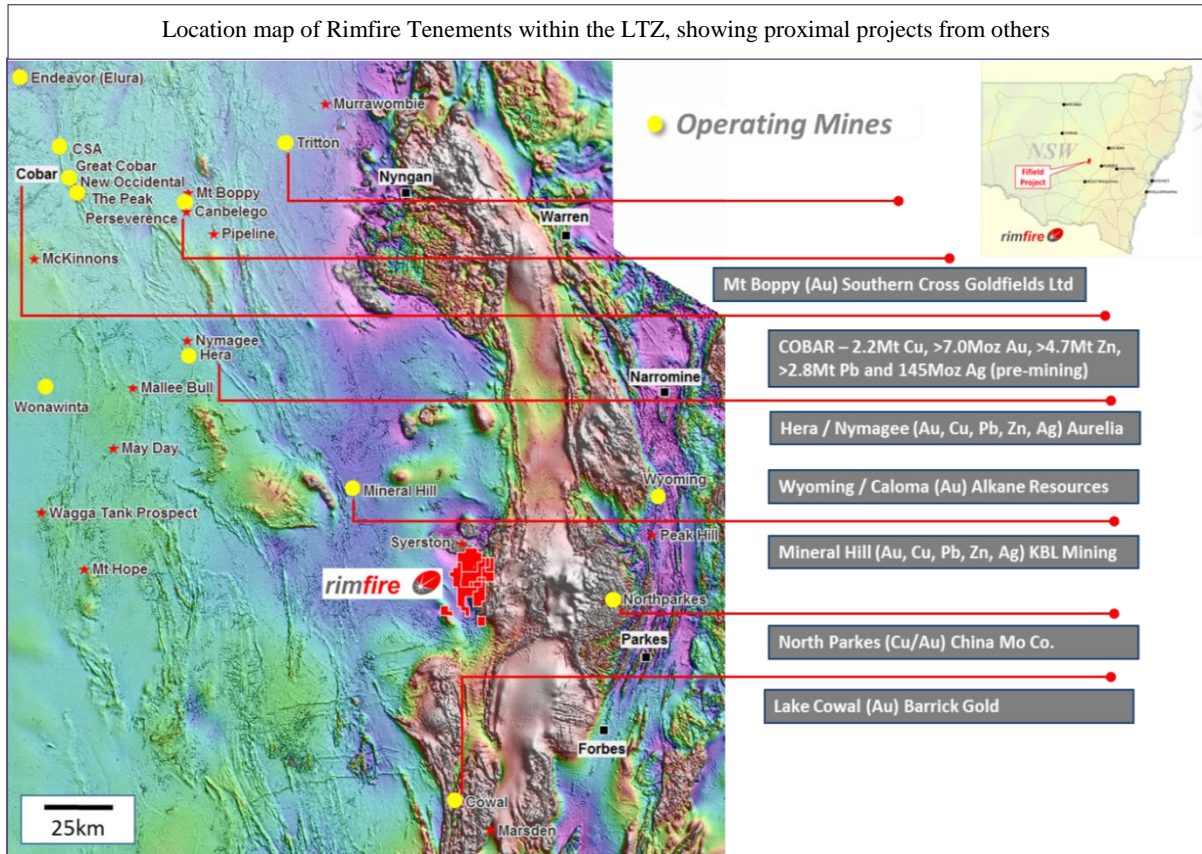 Location map of Rimfire Tenements within the LTZ, showing proximal projects from others
Endeavor (Elura)
Murrawombie
Operating Mines
CSA
Tritton
Cobar
Great Cobar
New Occidental
The Peak
Perseverence
Mt Boppy
Canbelego
Pipeline
Nyngan
Warren
McKinnons
NSW
Fifield
Project
rimfire
Mt Boppy (Au) Southern Cross Goldfields Ltd
Nymagee
Hera
COBAR – 2.2Mt Cu, >7.0Moz Au, >4.7Mt Zn,
>2.8Mt Pb and 145Moz Ag (pre-mining)
Wonawinta
Mallee Bull
Narromine
Hera / Nymagee (Au, Cu, Pb, Zn, Ag) Aurelia
May Day
Mineral Hill
Wyoming
Wyoming / Caloma (Au) Alkane Resources
Wagga Tank Prospect
Syerston
Peak Hill
Mineral Hill (Au, Cu, Pb, Zn, Ag) KBL Mining
Mt Hope
rimfire
Northparkes
Parkes
North Parkes (Cu/Au) China Mo Co.
Lake Cowal (Au) Barrick Gold
Forbes
Cowal
Marsden
25km